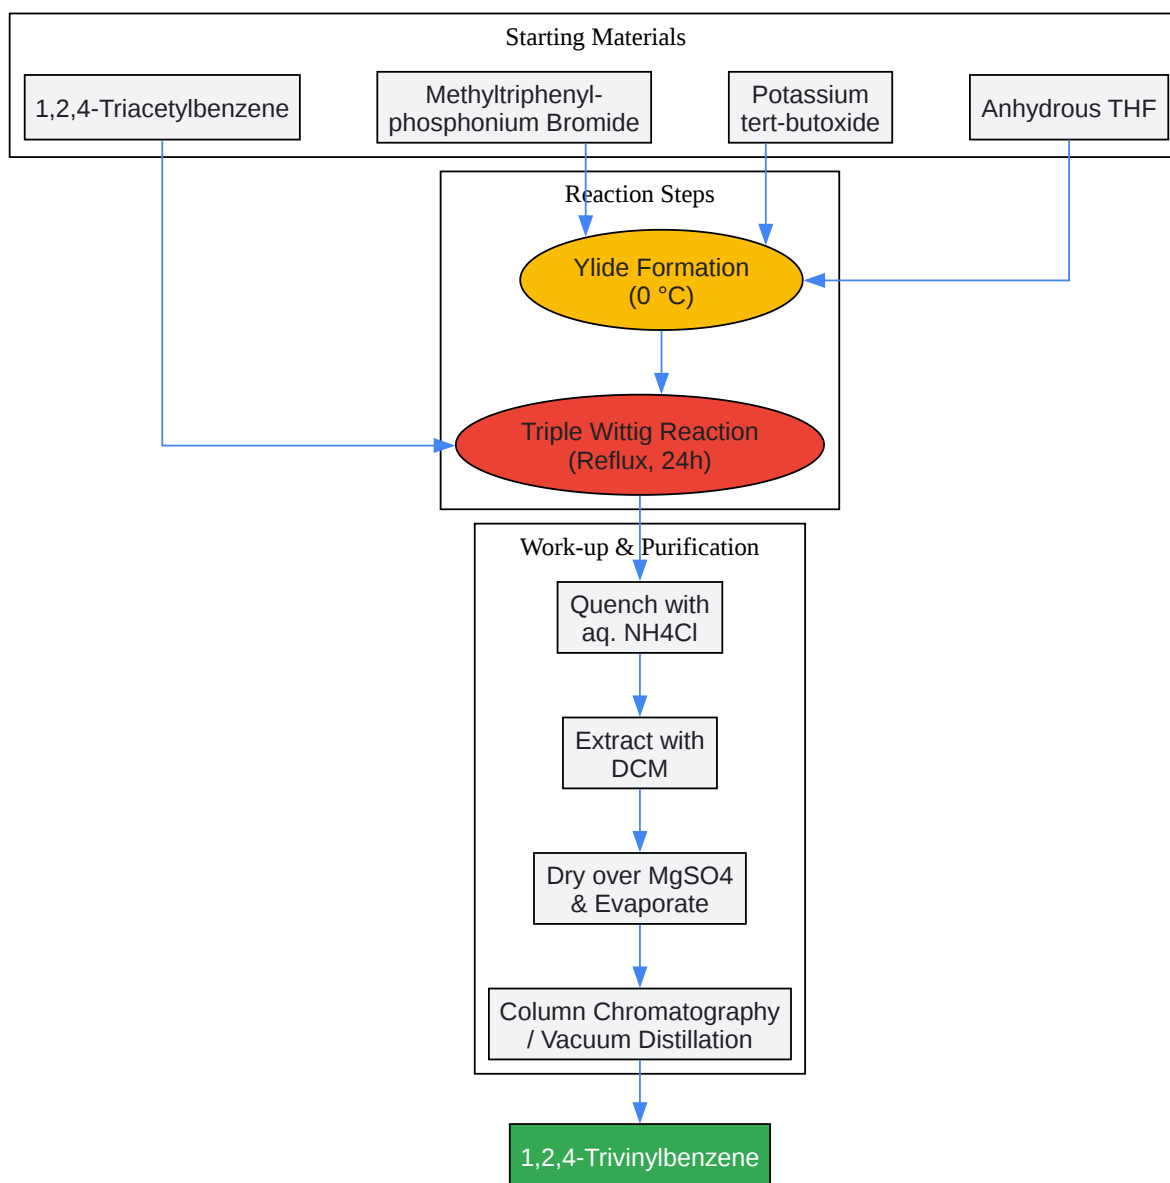 Starting Materials
1,2,4-Triacetylbenzene
Methyltriphenyl-
phosphonium Bromide
Potassium
tert-butoxide
Anhydrous THF
Reaction Steps
Ylide Formation
(0 °C)
Triple Wittig Reaction
(Reflux, 24h)
Work-up & Purification
Quench with
aq. NH4Cl
Extract with
DCM
Dry over MgSO4
& Evaporate
Column Chromatography
/ Vacuum Distillation
1,2,4-Trivinylbenzene